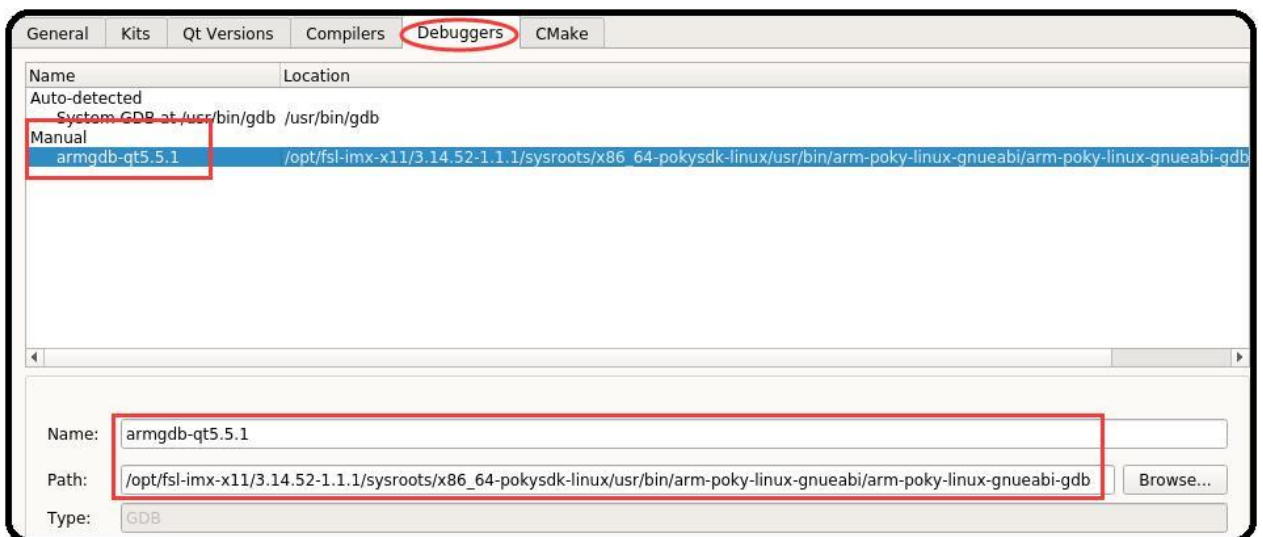 General Kits Qt Versions Compilers Debuggers CMake
Name Location
Auto-detected
System GDB at /usr/bin/gdb /usr/bin/gdb
Manual
armgdb-qt5.5.1 /opt/fsl-imx-x11/3.14.52-1.1.1/sysroots/x86_64-pokysdk-linux/usr/bin/arm-poky-linux-gnueabi/arm-poky-linux-gnueabi-gdb
Name: armgdb-qt5.5.1
Path: /opt/fsl-imx-x11/3.14.52-1.1.1/sysroots/x86_64-pokysdk-linux/usr/bin/arm-poky-linux-gnueabi/arm-poky-linux-gnueabi-gdb Browse...
Type: GDB